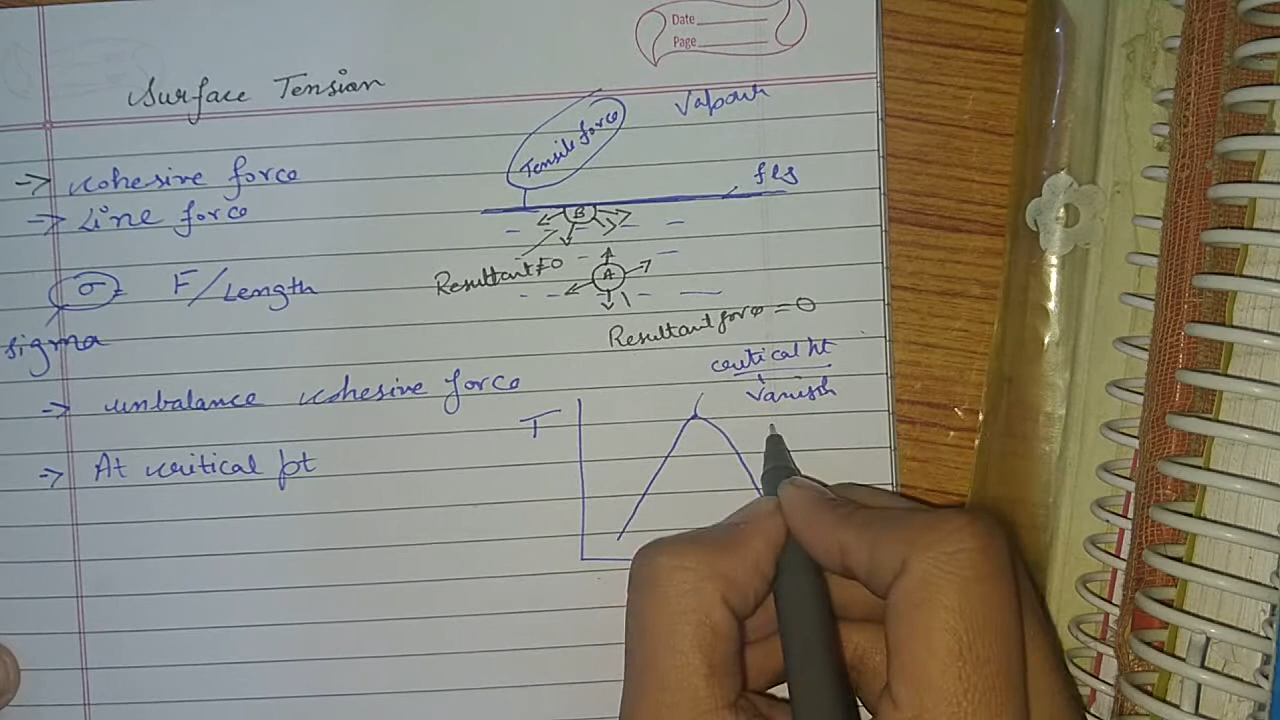 Date
Page
Surface Tension
Vapour
Tensile force
→ cohesive force
fls
→ Line force
B
Resultant ≠ 0
A
σ = F/Length
sigma
Resultant force = 0
critical pt
→ unbalance cohesive force
Vanish
T
→ At critical pt